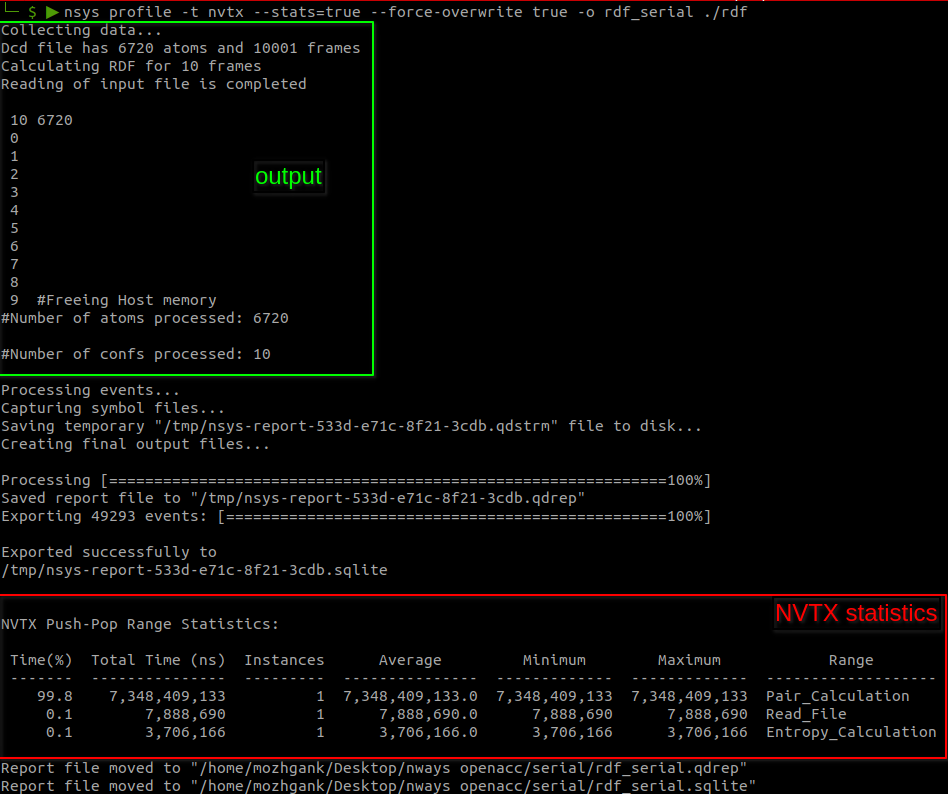 └─ $ ▶ nsys profile -t nvtx --stats=true --force-overwrite true -o rdf_serial ./rdf
Collecting data...
Dcd file has 6720 atoms and 10001 frames
Calculating RDF for 10 frames
Reading of input file is completed
10 6720
0
1
2
output
3
4
5
6
7
8
9  #Freeing Host memory
#Number of atoms processed: 6720
#Number of confs processed: 10
Processing events...
Capturing symbol files...
Saving temporary "/tmp/nsys-report-533d-e71c-8f21-3cdb.qdstrm" file to disk...
Creating final output files...
Processing [==============================================================100%]
Saved report file to "/tmp/nsys-report-533d-e71c-8f21-3cdb.qdrep"
Exporting 49293 events: [=================================================100%]
Exported successfully to
/tmp/nsys-report-533d-e71c-8f21-3cdb.sqlite
NVTX statistics
NVTX Push-Pop Range Statistics:
Time(%)  Total Time (ns)  Instances  Average  Minimum  Maximum  Range
-------  ---------------  ---------  ---------------  -------------  -------------  -------------------
99.8  7,348,409,133  1  7,348,409,133.0  7,348,409,133  7,348,409,133  Pair_Calculation
0.1  7,888,690  1  7,888,690.0  7,888,690  7,888,690  Read_File
0.1  3,706,166  1  3,706,166.0  3,706,166  3,706,166  Entropy_Calculation
Report file moved to "/home/mozhgank/Desktop/nways openacc/serial/rdf_serial.qdrep"
Report file moved to "/home/mozhgank/Desktop/nways openacc/serial/rdf_serial.sqlite"